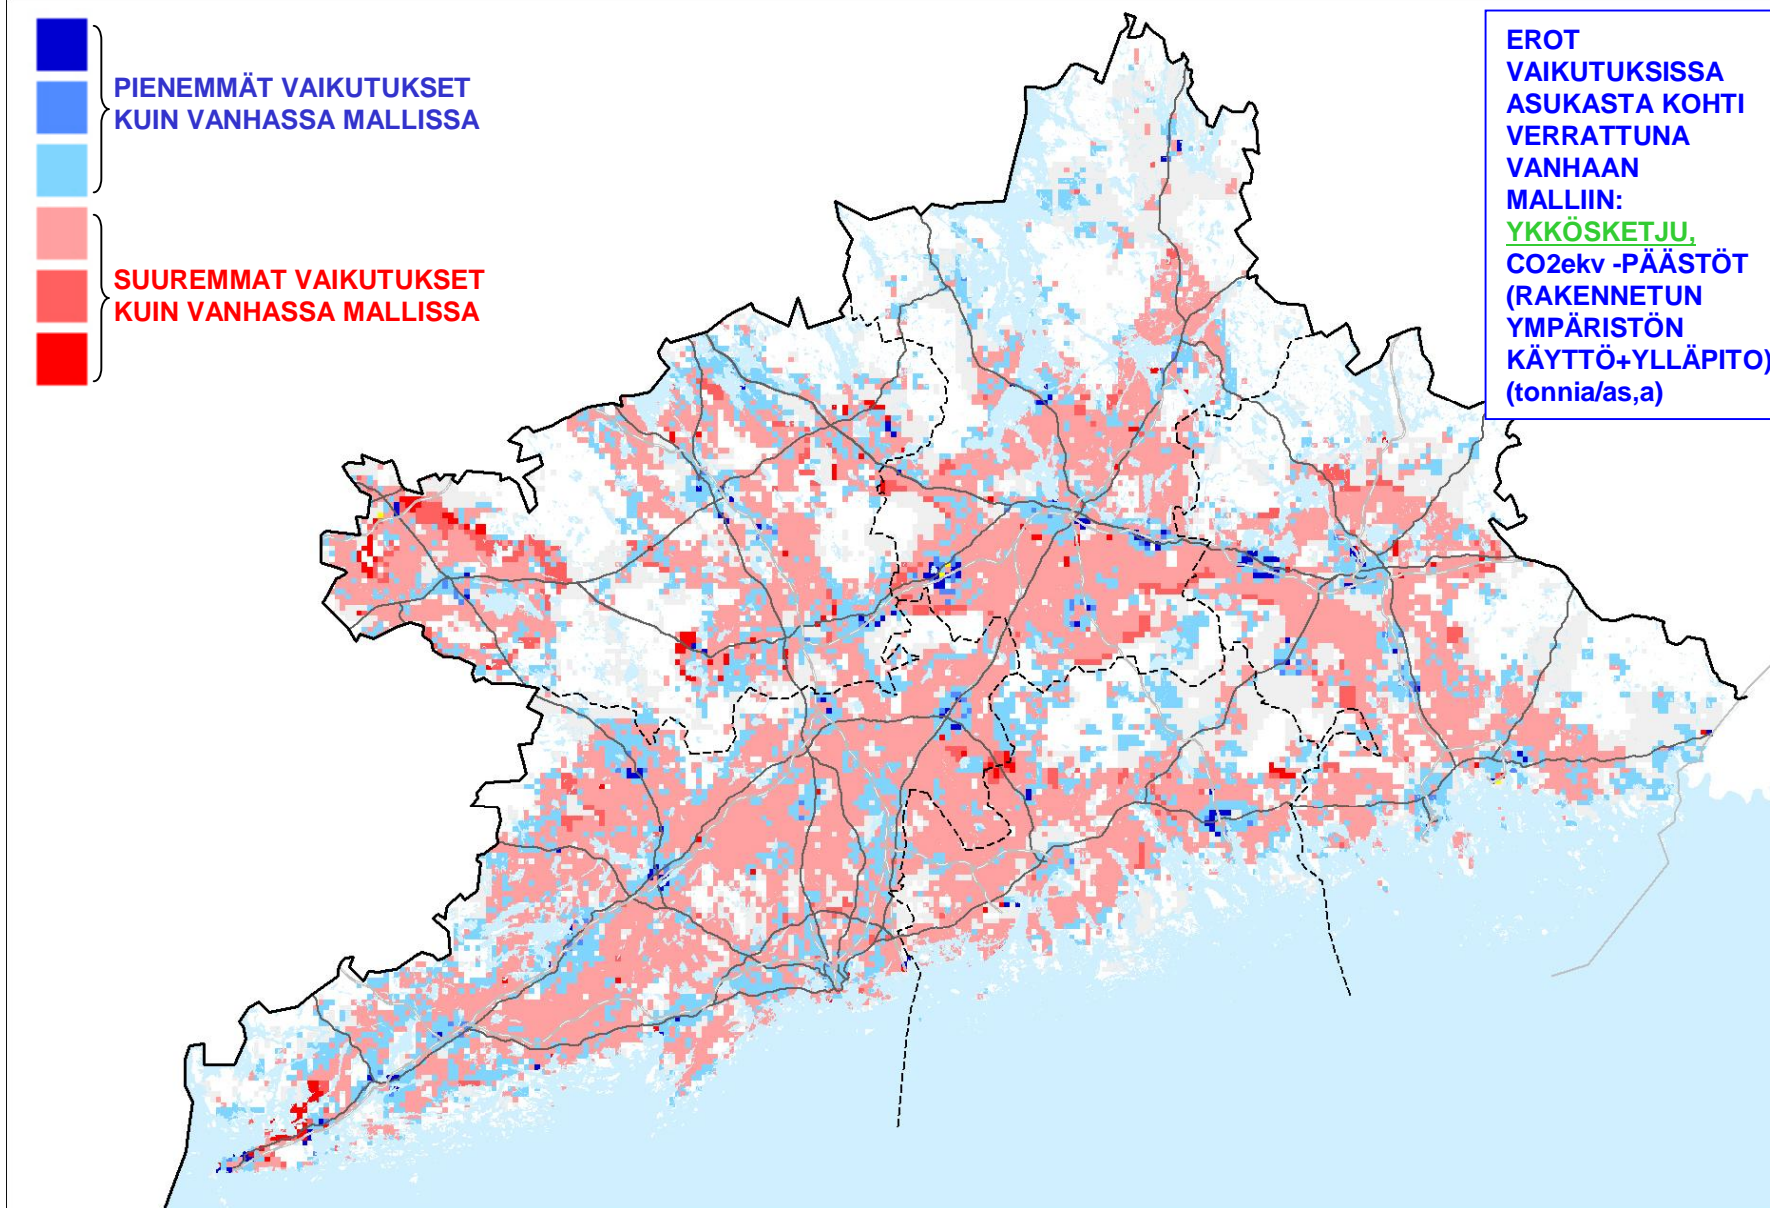 PIENEMMÄT VAIKUTUKSET
KUIN VANHASSA MALLISSA
SUUREMMAT VAIKUTUKSET
KUIN VANHASSA MALLISSA
EROT
VAIKUTUKSISSA
ASUKASTA KOHTI
VERRATTUNA
VANHAAN
MALLIIN:
YKKÖSKETJU,
CO2ekv -PÄÄSTÖT
(RAKENNETUN
YMPÄRISTÖN
KÄYTTÖ+YLLÄPITO)
(tonnia/as,a)